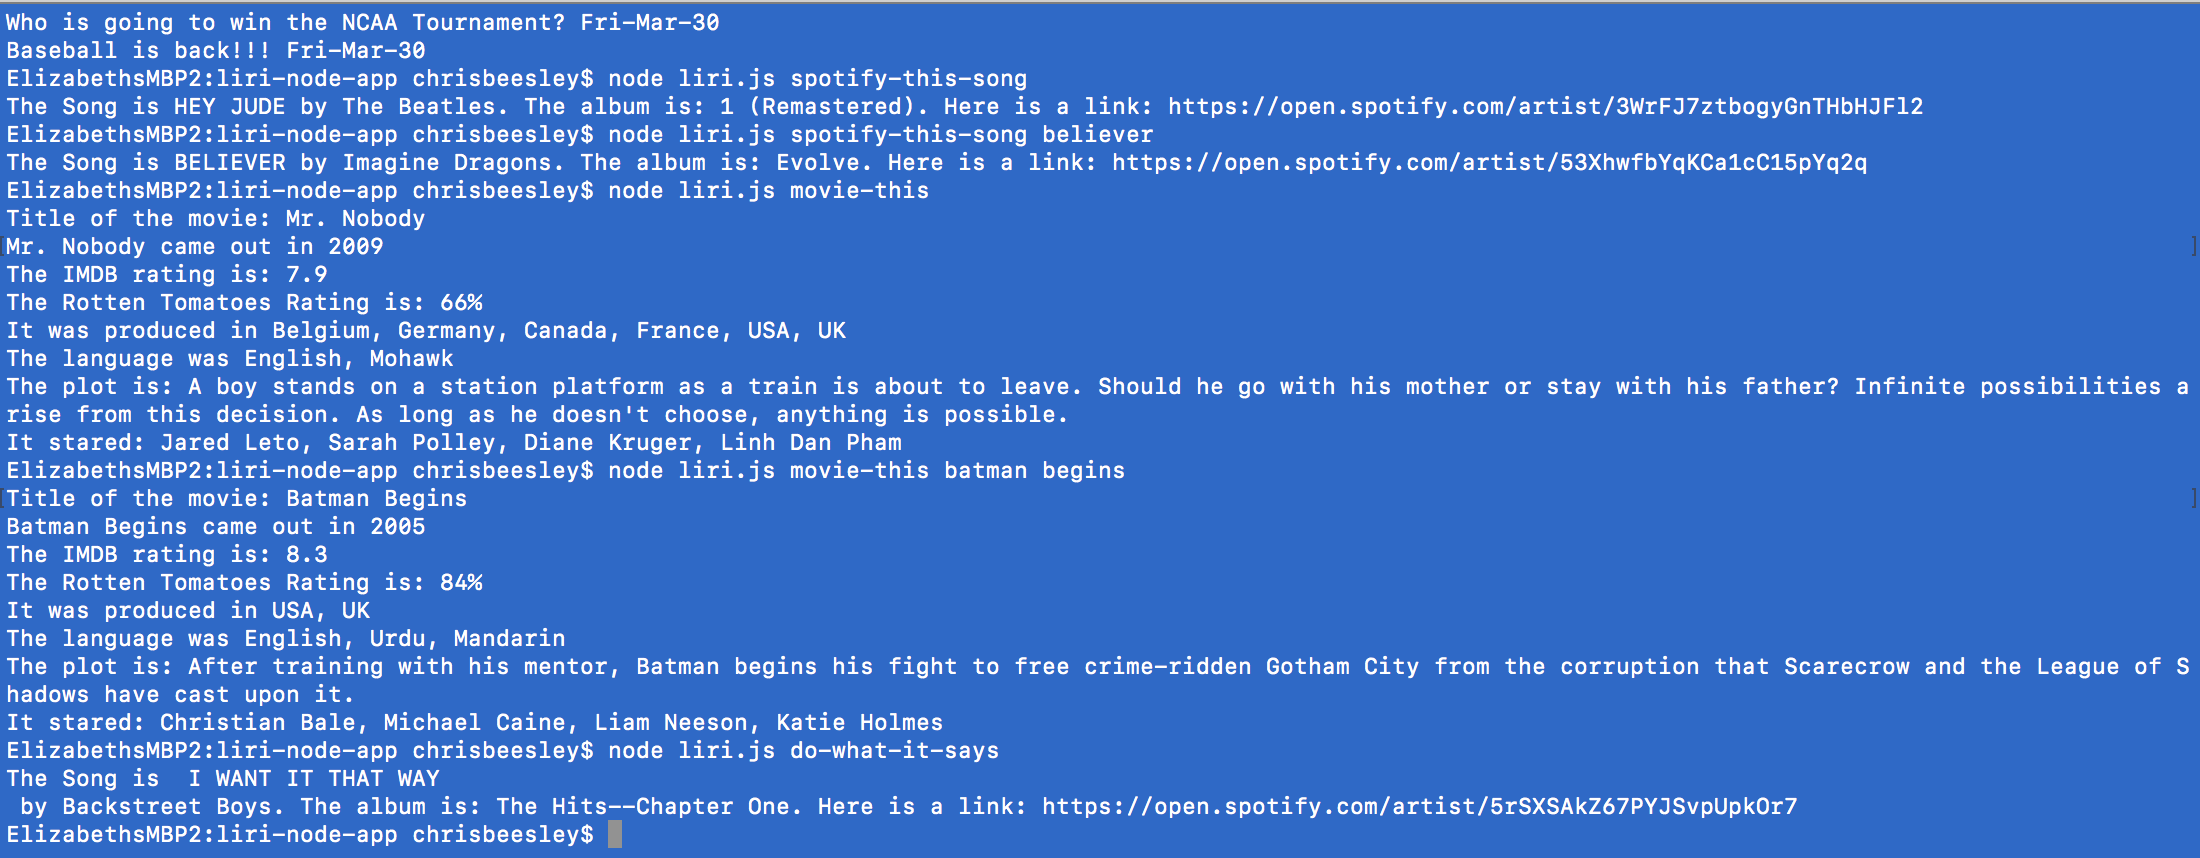 Who is going to win the NCAA Tournament? Fri-Mar-30
Baseball is back!!! Fri-Mar-30
ElizabethsMBP2:liri-node-app chrisbeesley$ node liri.js spotify-this-song
The Song is HEY JUDE by The Beatles. The album is: 1 (Remastered). Here is a link: https://open.spotify.com/artist/3WrFJ7ztbogyGnTHbHJFl2
ElizabethsMBP2:liri-node-app chrisbeesley$ node liri.js spotify-this-song believer
The Song is BELIEVER by Imagine Dragons. The album is: Evolve. Here is a link: https://open.spotify.com/artist/53XhwfbYqKCa1cC15pYq2q
ElizabethsMBP2:liri-node-app chrisbeesley$ node liri.js movie-this
Title of the movie: Mr. Nobody
[Mr. Nobody came out in 2009 ]
The IMDB rating is: 7.9
The Rotten Tomatoes Rating is: 66%
It was produced in Belgium, Germany, Canada, France, USA, UK
The language was English, Mohawk
The plot is: A boy stands on a station platform as a train is about to leave. Should he go with his mother or stay with his father? Infinite possibilities a
rise from this decision. As long as he doesn't choose, anything is possible.
It stared: Jared Leto, Sarah Polley, Diane Kruger, Linh Dan Pham
ElizabethsMBP2:liri-node-app chrisbeesley$ node liri.js movie-this batman begins
[Title of the movie: Batman Begins ]
Batman Begins came out in 2005
The IMDB rating is: 8.3
The Rotten Tomatoes Rating is: 84%
It was produced in USA, UK
The language was English, Urdu, Mandarin
The plot is: After training with his mentor, Batman begins his fight to free crime-ridden Gotham City from the corruption that Scarecrow and the League of S
hadows have cast upon it.
It stared: Christian Bale, Michael Caine, Liam Neeson, Katie Holmes
ElizabethsMBP2:liri-node-app chrisbeesley$ node liri.js do-what-it-says
The Song is  I WANT IT THAT WAY
 by Backstreet Boys. The album is: The Hits--Chapter One. Here is a link: https://open.spotify.com/artist/5rSXSAkZ67PYJSvpUpkOr7
ElizabethsMBP2:liri-node-app chrisbeesley$